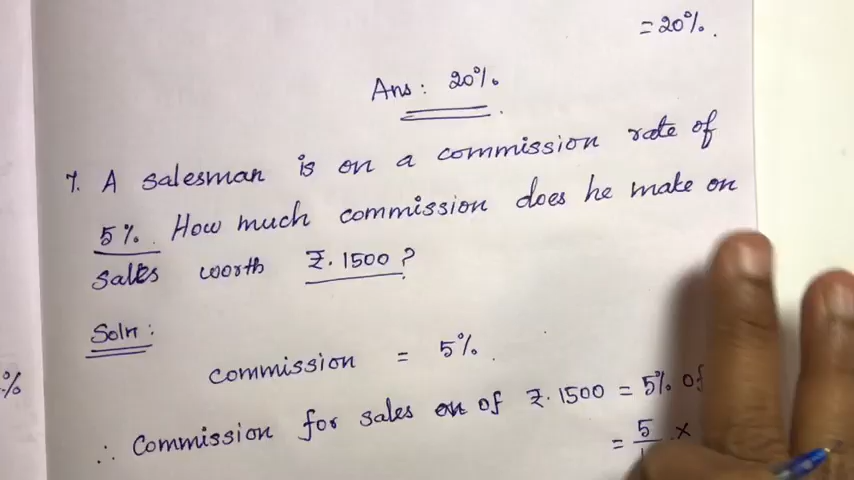 = 20%.
Ans: 20%.
7. A salesman is on a commission rate of
5%. How much commission does he make on
sales worth ₹.1500?
Soln:
commission = 5%.
%
∴ Commission for sales on of ₹.1500 = 5% of
= 5 ×